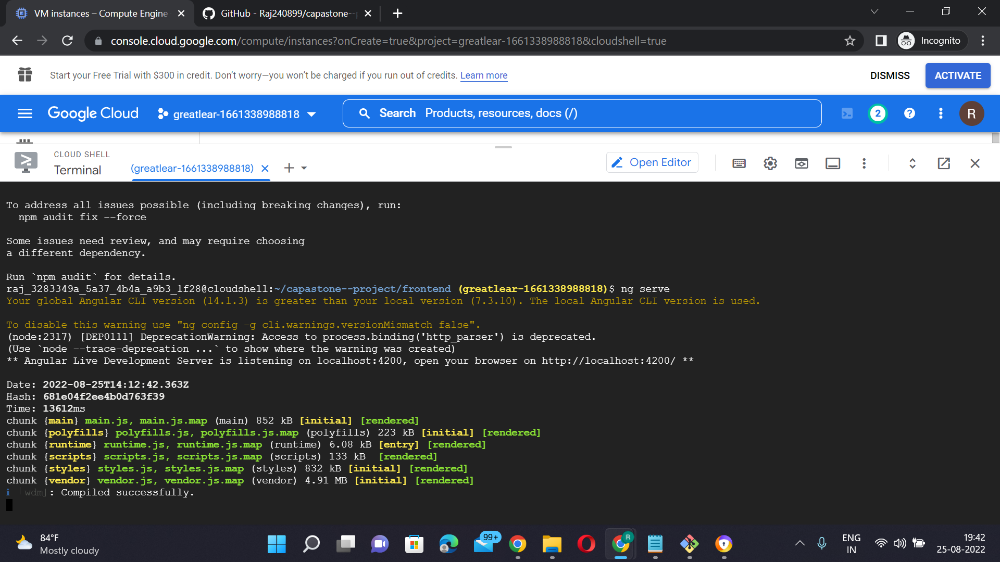 VM instances – Compute Engine
GitHub - Raj240899/capastone--
console.cloud.google.com/compute/instances?onCreate=true&project=greatlear-1661338988818&cloudshell=true
Incognito
Start your Free Trial with $300 in credit. Don't worry—you won't be charged if you run out of credits. Learn more
DISMISS
ACTIVATE
Google Cloud
greatlear-1661338988818
Search Products, resources, docs (/)
2
R
CLOUD SHELL
Terminal
(greatlear-1661338988818)
Open Editor
To address all issues possible (including breaking changes), run:
npm audit fix --force
Some issues need review, and may require choosing
a different dependency.
Run `npm audit` for details.
raj_3283349a_5a37_4b4a_a9b3_1f28@cloudshell:~/capastone--project/frontend (greatlear-1661338988818)$ ng serve
Your global Angular CLI version (14.1.3) is greater than your local version (7.3.10). The local Angular CLI version is used.
To disable this warning use "ng config -g cli.warnings.versionMismatch false".
(node:2317) [DEP0111] DeprecationWarning: Access to process.binding('http_parser') is deprecated.
(Use `node --trace-deprecation ...` to show where the warning was created)
** Angular Live Development Server is listening on localhost:4200, open your browser on http://localhost:4200/ **
Date: 2022-08-25T14:12:42.363Z
Hash: 681e04f2ee4b0d763f39
Time: 13612ms
chunk {main} main.js, main.js.map (main) 852 kB [initial] [rendered]
chunk {polyfills} polyfills.js, polyfills.js.map (polyfills) 223 kB [initial] [rendered]
chunk {runtime} runtime.js, runtime.js.map (runtime) 6.08 kB [entry] [rendered]
chunk {scripts} scripts.js, scripts.js.map (scripts) 133 kB  [rendered]
chunk {styles} styles.js, styles.js.map (styles) 832 kB [initial] [rendered]
chunk {vendor} vendor.js, vendor.js.map (vendor) 4.91 MB [initial] [rendered]
ℹ ｢wdm｣: Compiled successfully.
84°F
Mostly cloudy
99+
R
ENG
IN
19:42
25-08-2022